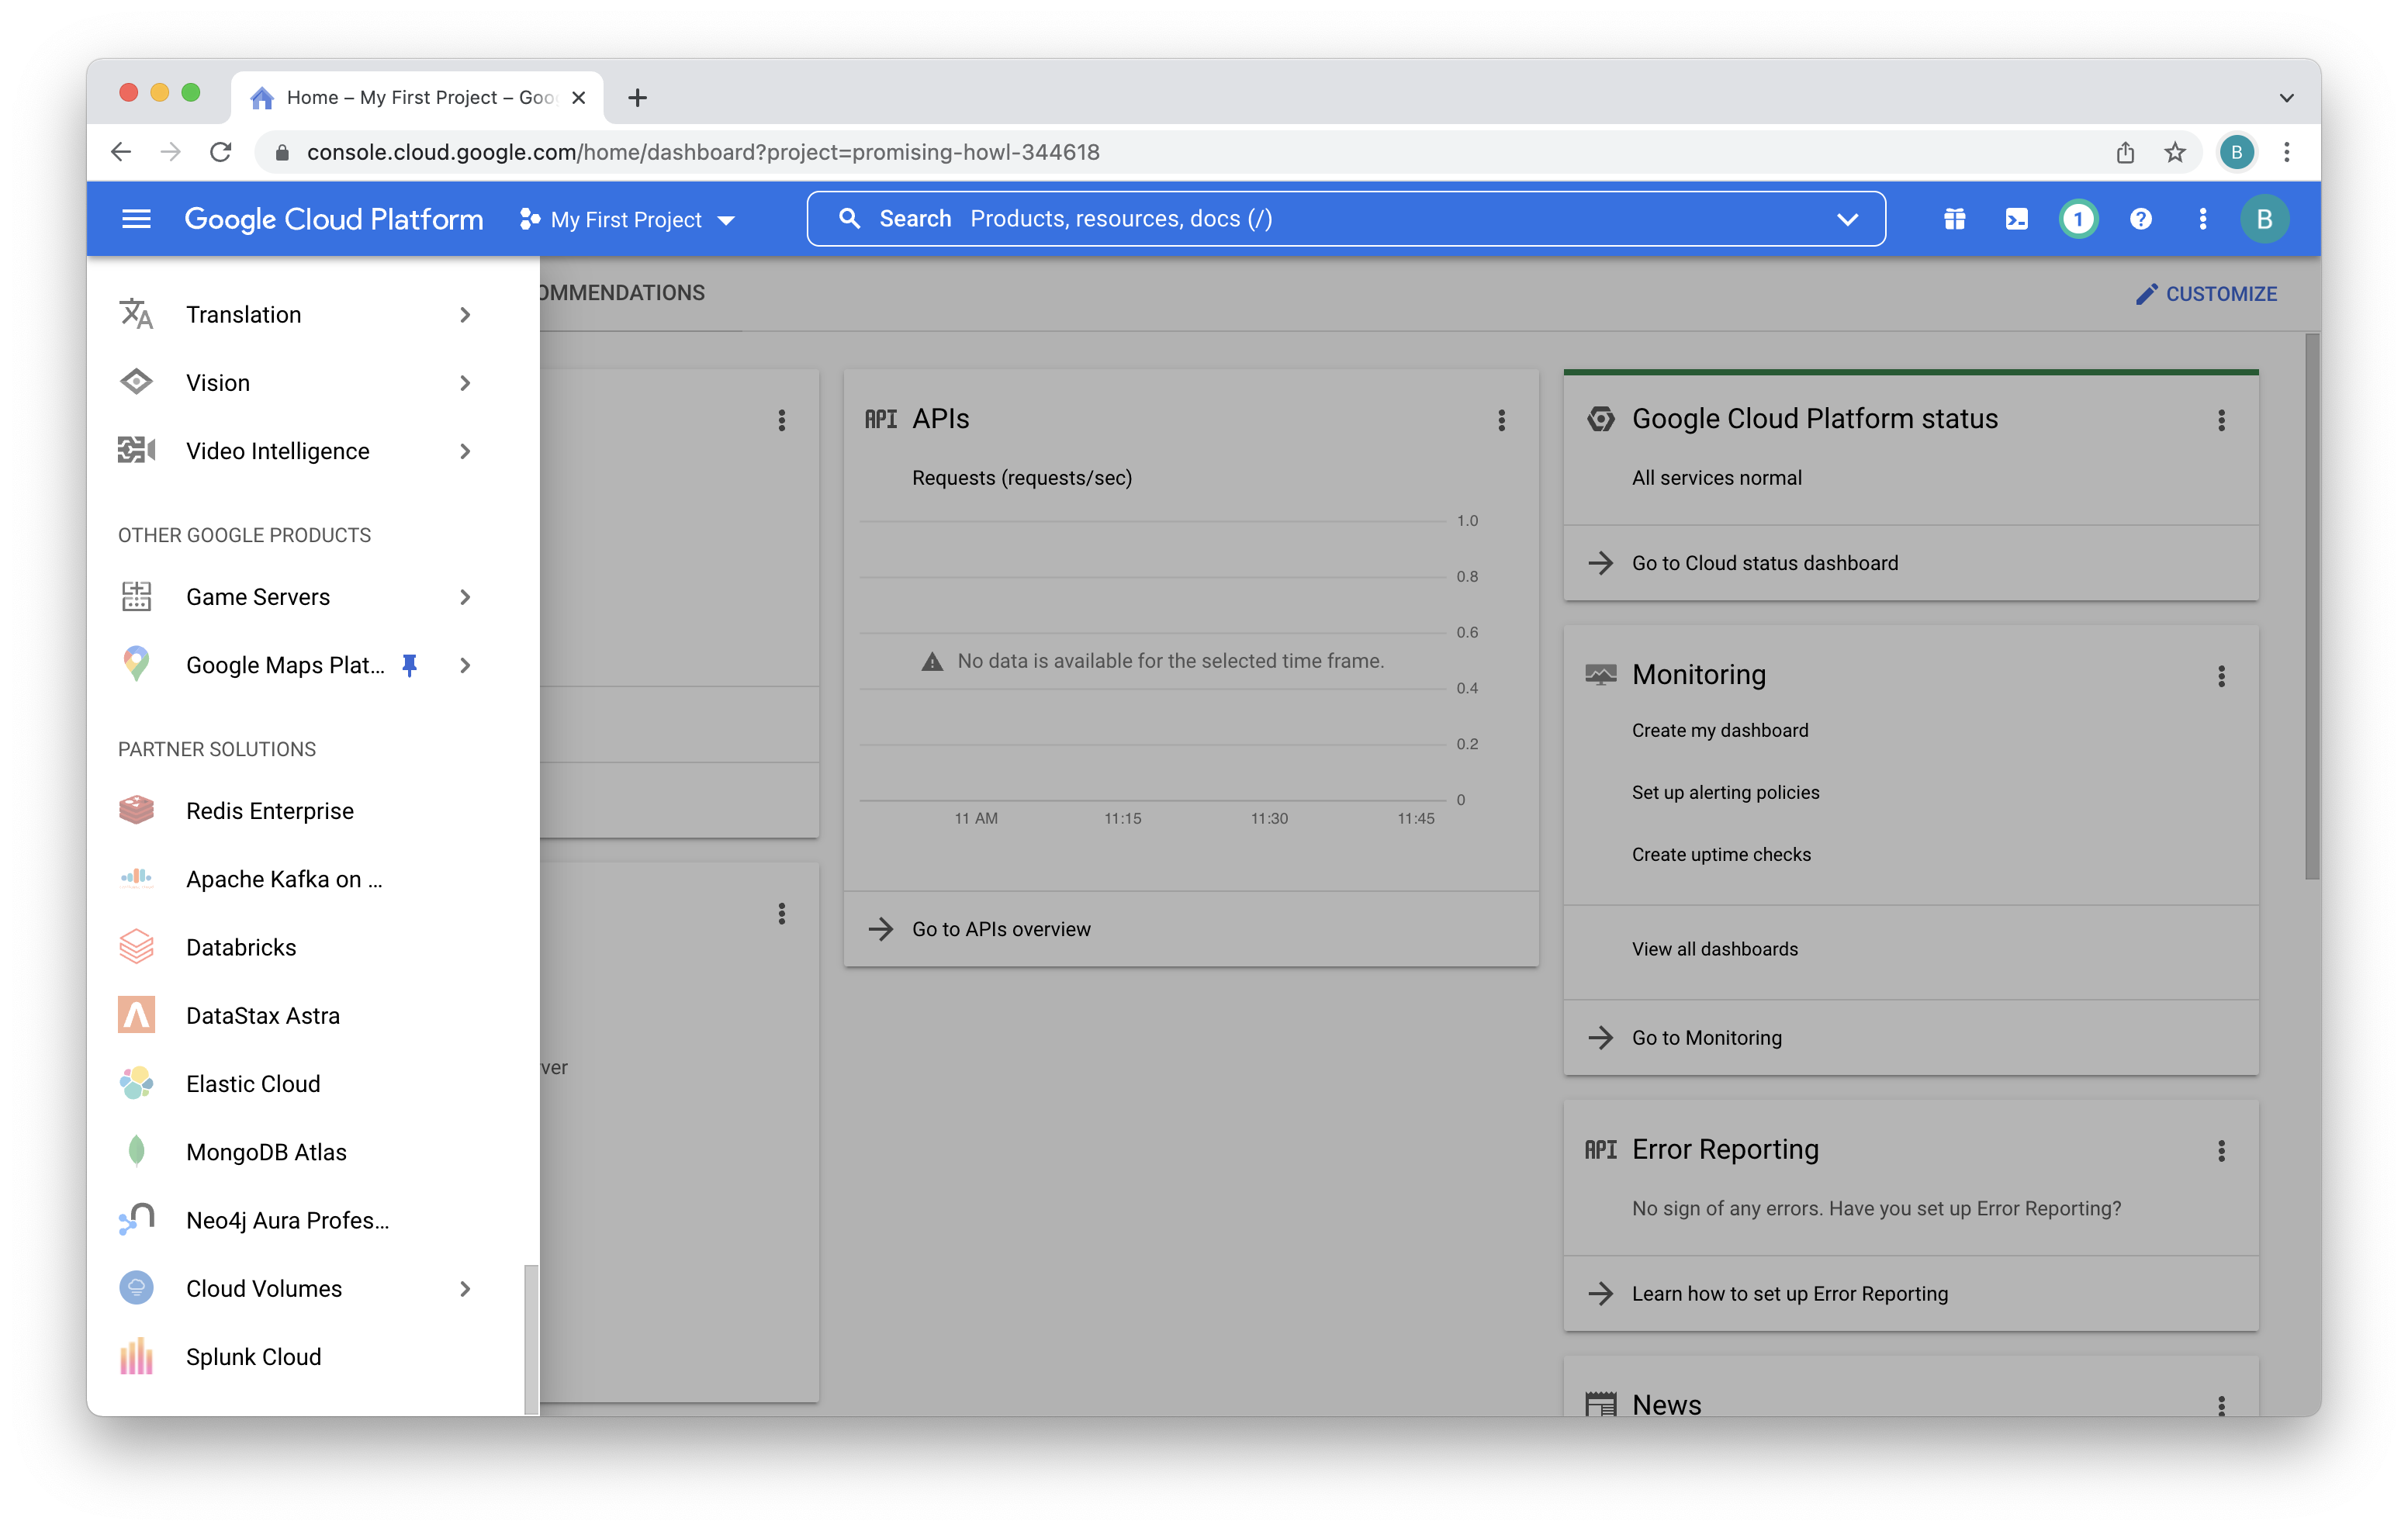 Home – My First Project – Goo
console.cloud.google.com/home/dashboard?project=promising-howl-344618
B
Google Cloud Platform
My First Project
Search Products, resources, docs (/)
1
?
B
Translation
Vision
Video Intelligence
OTHER GOOGLE PRODUCTS
Game Servers
Google Maps Plat...
PARTNER SOLUTIONS
Redis Enterprise
Apache Kafka on ...
Databricks
DataStax Astra
Elastic Cloud
MongoDB Atlas
Neo4j Aura Profes...
Cloud Volumes
Splunk Cloud
OMMENDATIONS
CUSTOMIZE
ver
API APIs
Requests (requests/sec)
1.0
0.8
0.6
No data is available for the selected time frame.
0.4
0.2
0
11 AM 11:15 11:30 11:45
Go to APIs overview
Google Cloud Platform status
All services normal
Go to Cloud status dashboard
Monitoring
Create my dashboard
Set up alerting policies
Create uptime checks
View all dashboards
Go to Monitoring
API Error Reporting
No sign of any errors. Have you set up Error Reporting?
Learn how to set up Error Reporting
News